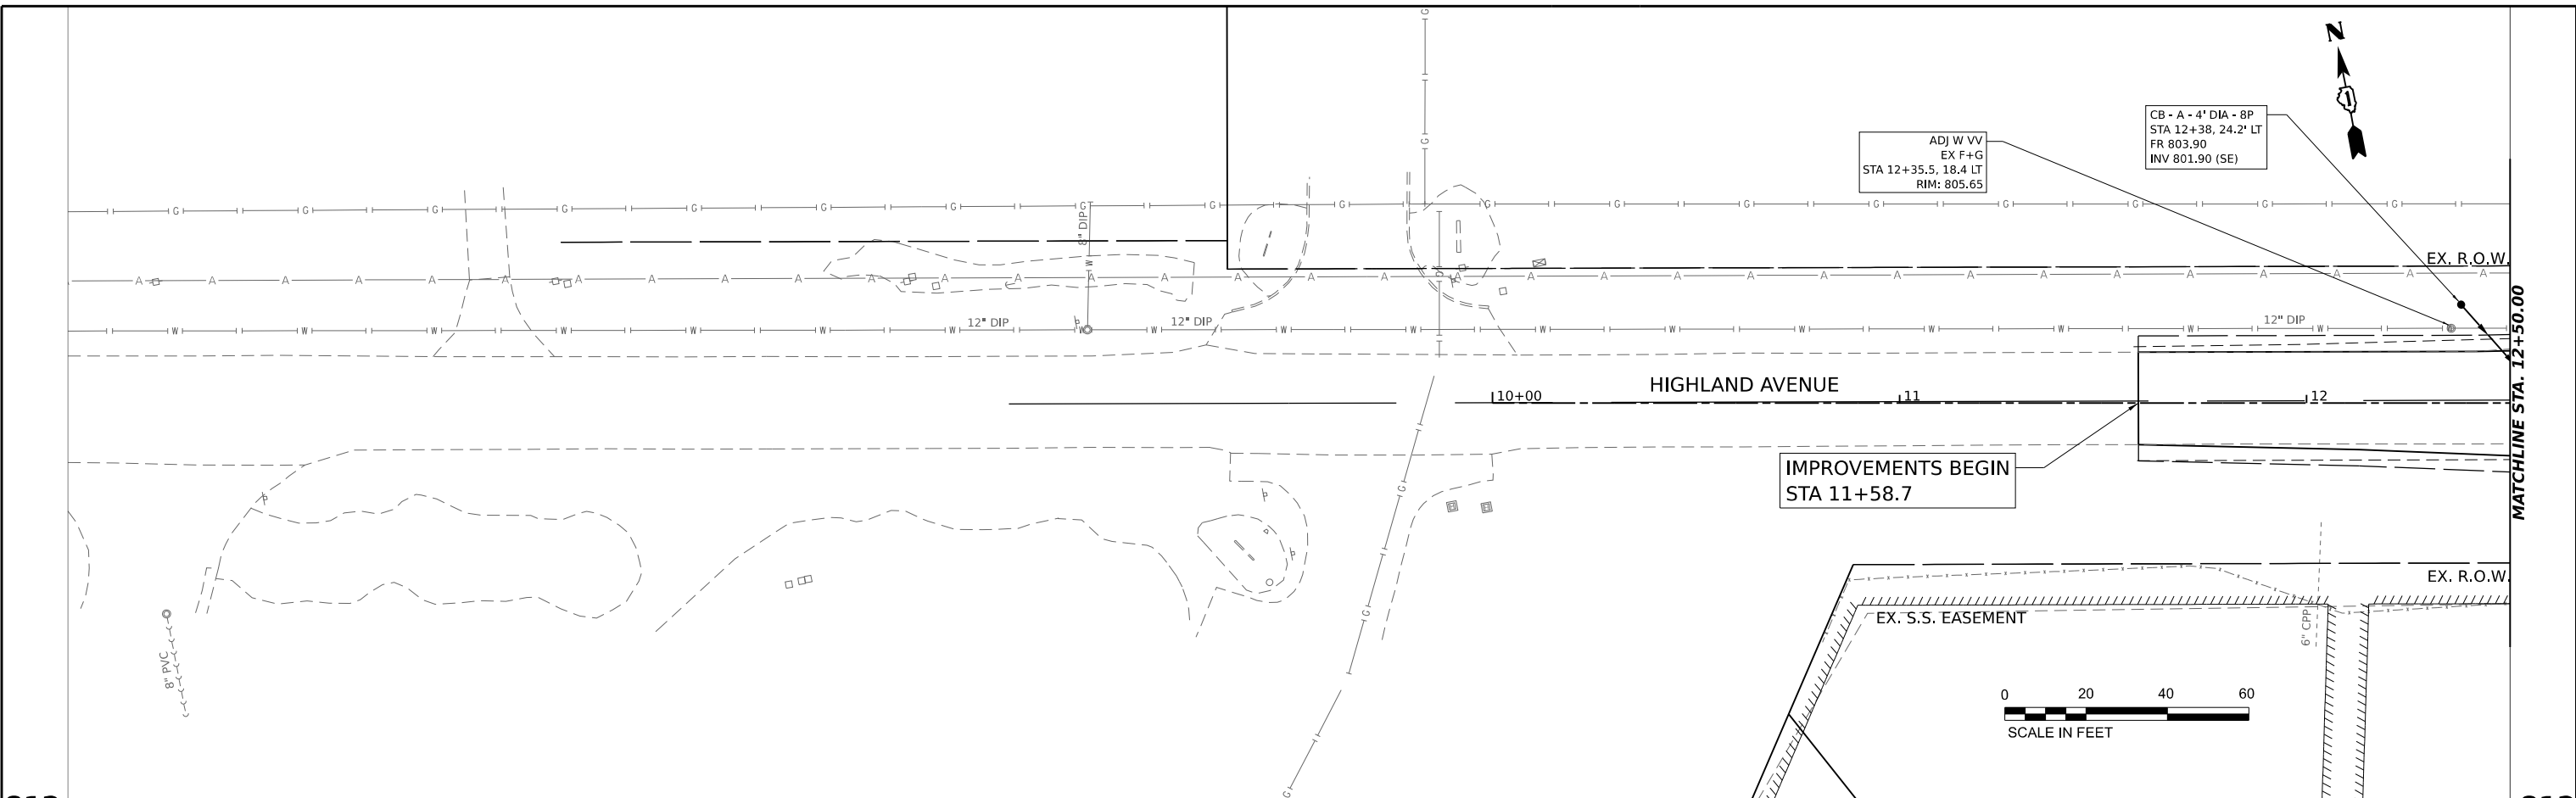 N
1
CB - A - 4' DIA - 8P
STA 12+38, 24.2' LT
FR 803.90
INV 801.90 (SE)
ADJ W VV
EX F+G
STA 12+35.5, 18.4 LT
RIM: 805.65
8" DIP
EX. R.O.W.
12" DIP
12" DIP
12" DIP
MATCHLINE STA. 12+50.00
HIGHLAND AVENUE
10+00
11
12
IMPROVEMENTS BEGIN
STA 11+58.7
EX. R.O.W.
EX. S.S. EASEMENT
6" CPP
8" PVC
0 20 40 60
SCALE IN FEET